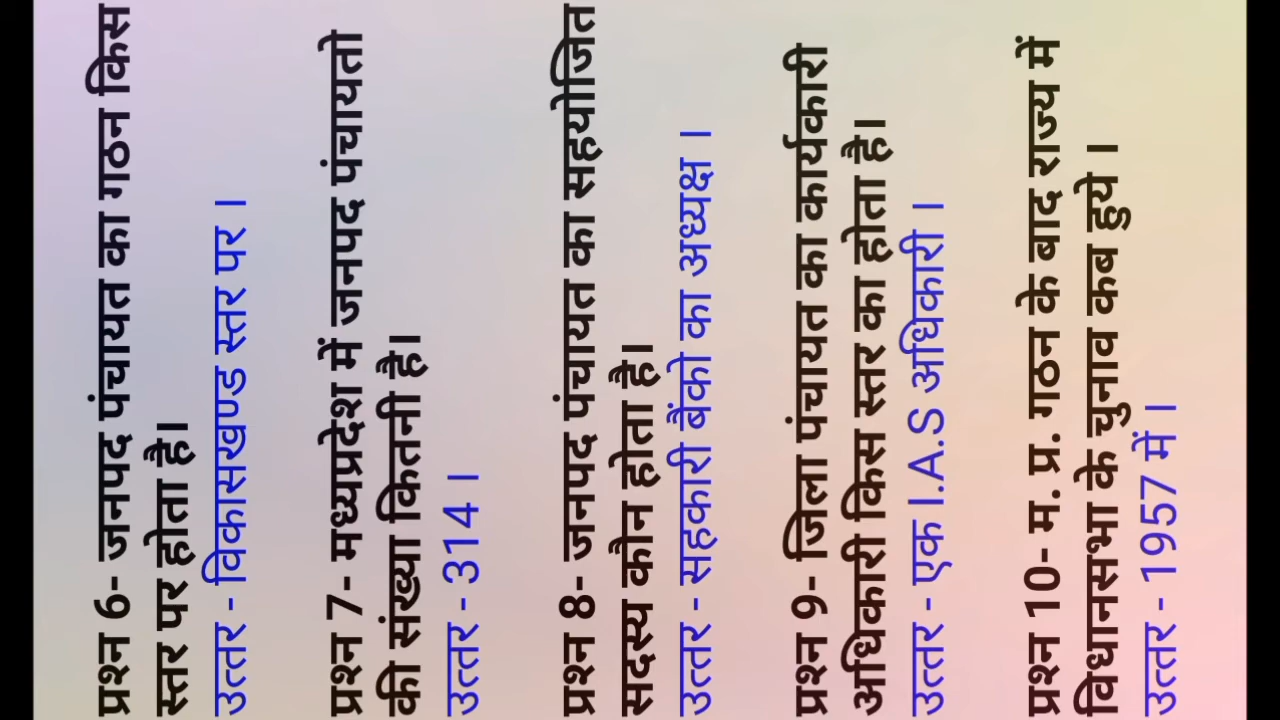 प्रश्न 6- जनपद पंचायत का गठन किस
स्तर पर होता है।
उत्तर - विकासखण्ड स्तर पर ।
प्रश्न 7- मध्यप्रदेश में जनपद पंचायतो
की संख्या कितनी है।
उत्तर - 314 ।
प्रश्न 8- जनपद पंचायत का सहयोजित
सदस्य कौन होता है।
उत्तर - सहकारी बैंको का अध्यक्ष ।
प्रश्न 9- जिला पंचायत का कार्यकारी
अधिकारी किस स्तर का होता है।
उत्तर - एक I.A.S अधिकारी ।
प्रश्न 10- म. प्र. गठन के बाद राज्य में
विधानसभा के चुनाव कब हुये ।
उत्तर - 1957 में ।